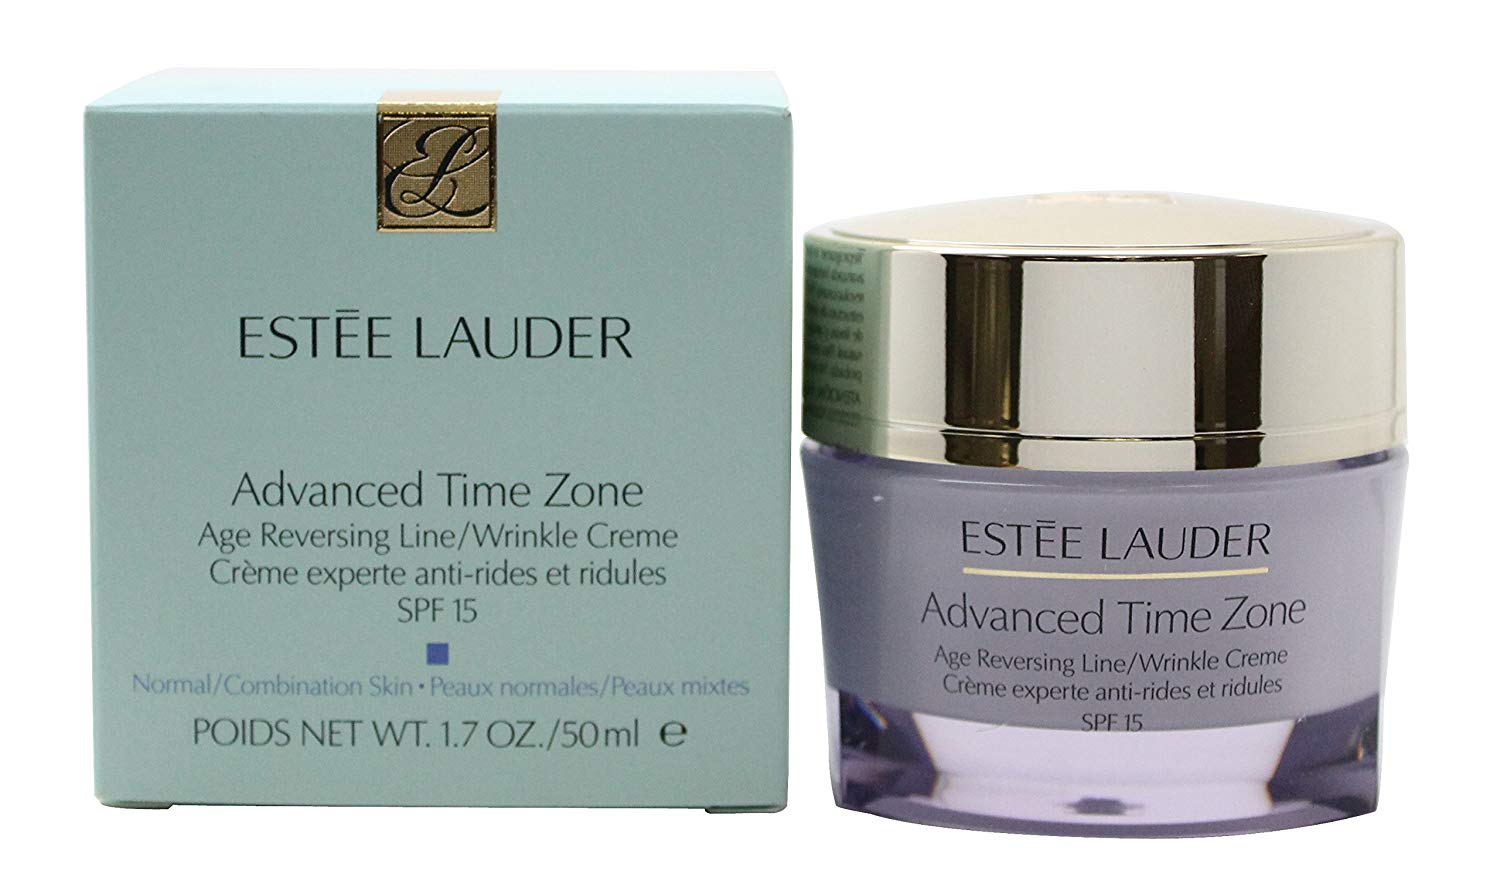 EL
ESTĒE LAUDER
Advanced Time Zone
Age Reversing Line/Wrinkle Creme
Crème experte anti-rides et ridules
SPF 15
Normal/Combination Skin • Peaux normales/Peaux mixtes
POIDS NET WT. 1.7 OZ./50 ml e
ESTĒE LAUDER
Advanced Time Zone
Age Reversing Line/Wrinkle Creme
Crème experte anti-rides et ridules
SPF 15